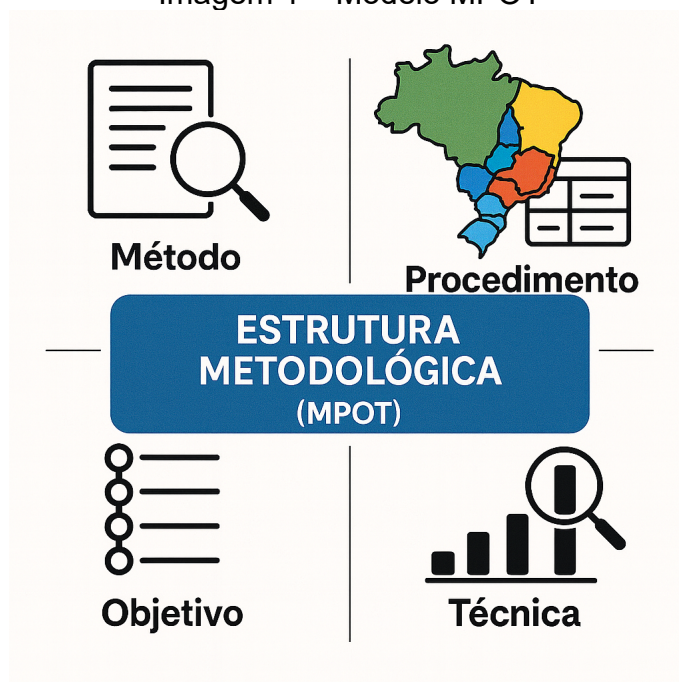 Método
Procedimento
ESTRUTURA
METODOLÓGICA
(MPOT)
Objetivo
Técnica